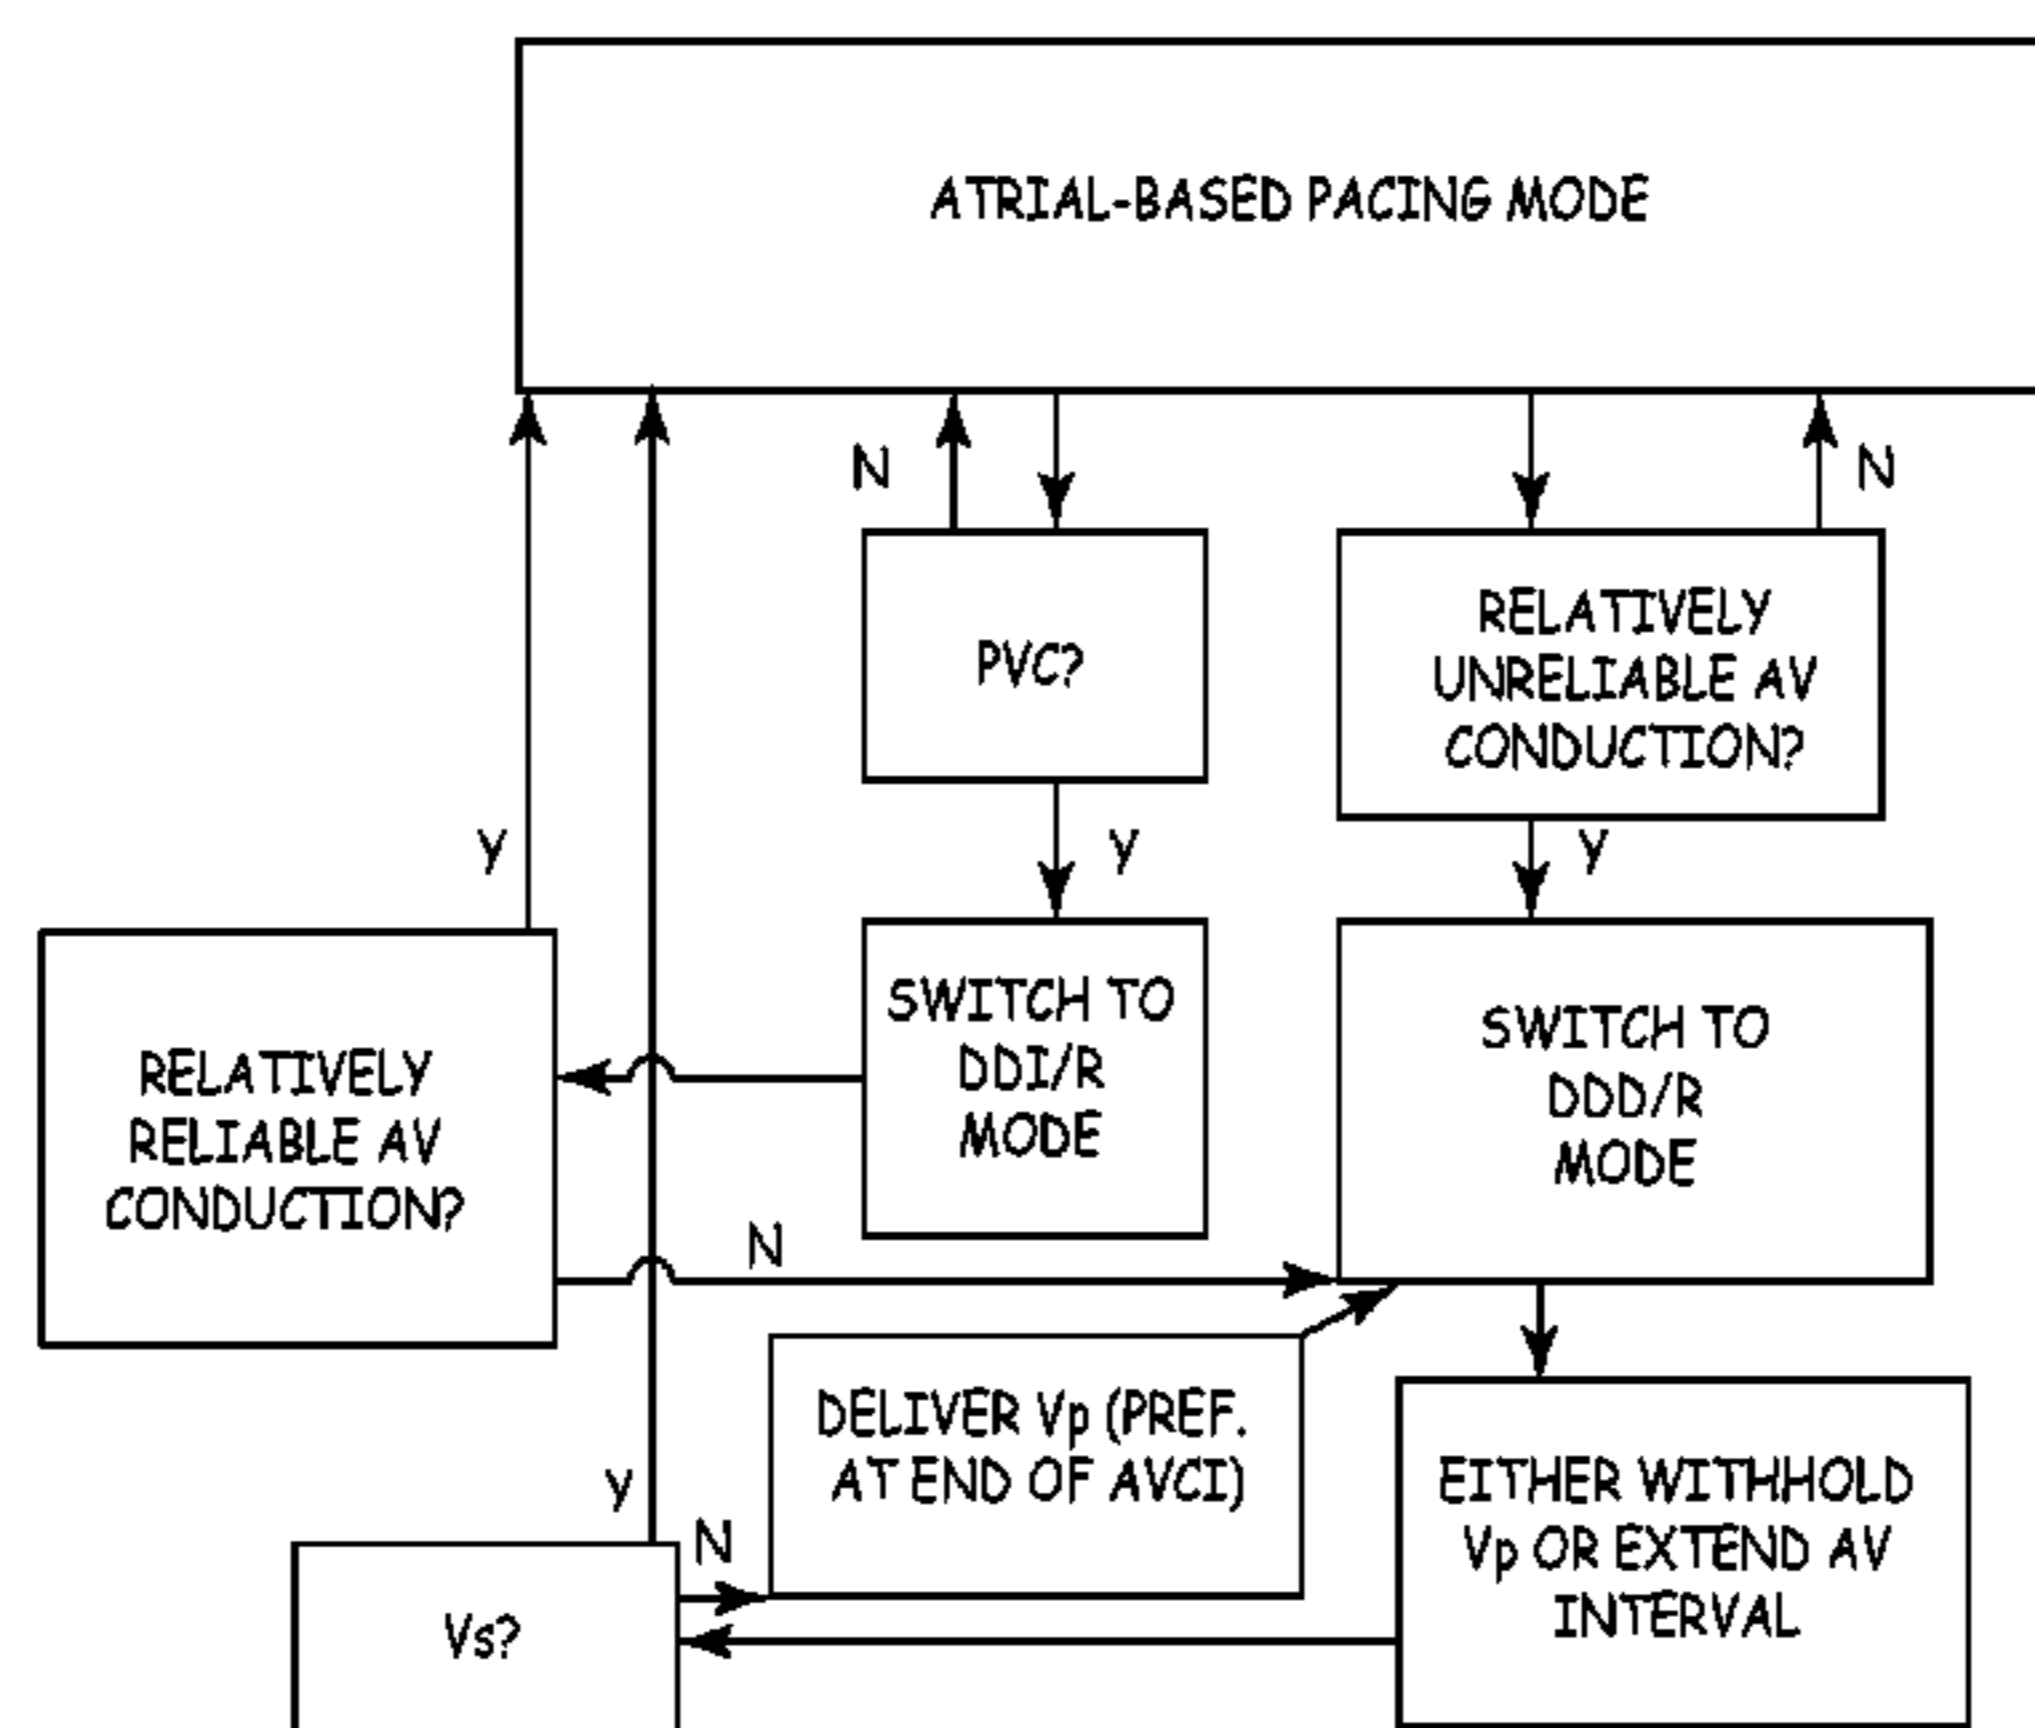 ATRIAL-BASED PACING MODE
N
N
PVC?
RELATIVELY
UNRELIABLE AV
CONDUCTION?
Y
Y
Y
SWITCH TO
DDI/R
MODE
SWITCH TO
DDD/R
MODE
RELATIVELY
RELIABLE AV
CONDUCTION?
N
DELIVER Vp (PREF.
AT END OF AVCI)
EITHER WITHHOLD
Vp OR EXTEND AV
INTERVAL
Y
N
Vs?